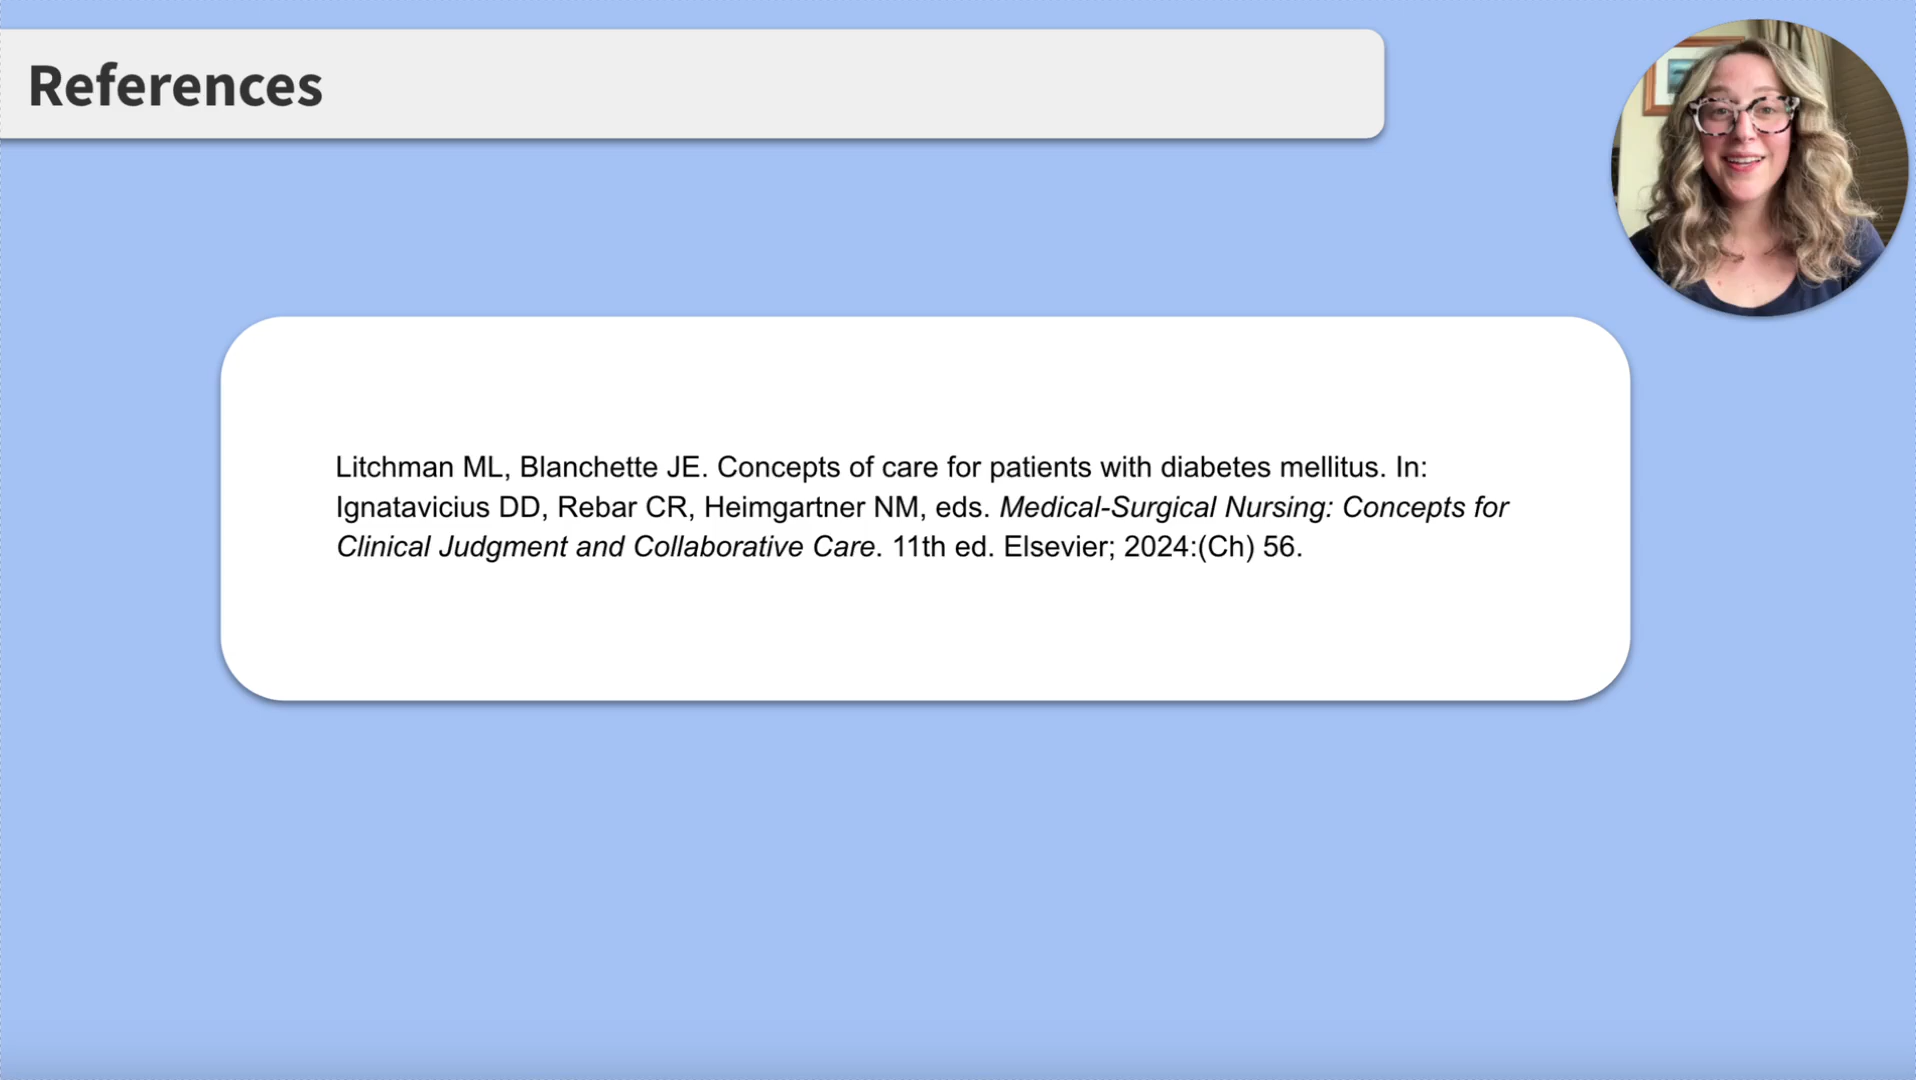 References
Litchman ML, Blanchette JE. Concepts of care for patients with diabetes mellitus. In:
Ignatavicius DD, Rebar CR, Heimgartner NM, eds. Medical-Surgical Nursing: Concepts for
Clinical Judgment and Collaborative Care. 11th ed. Elsevier; 2024:(Ch) 56.